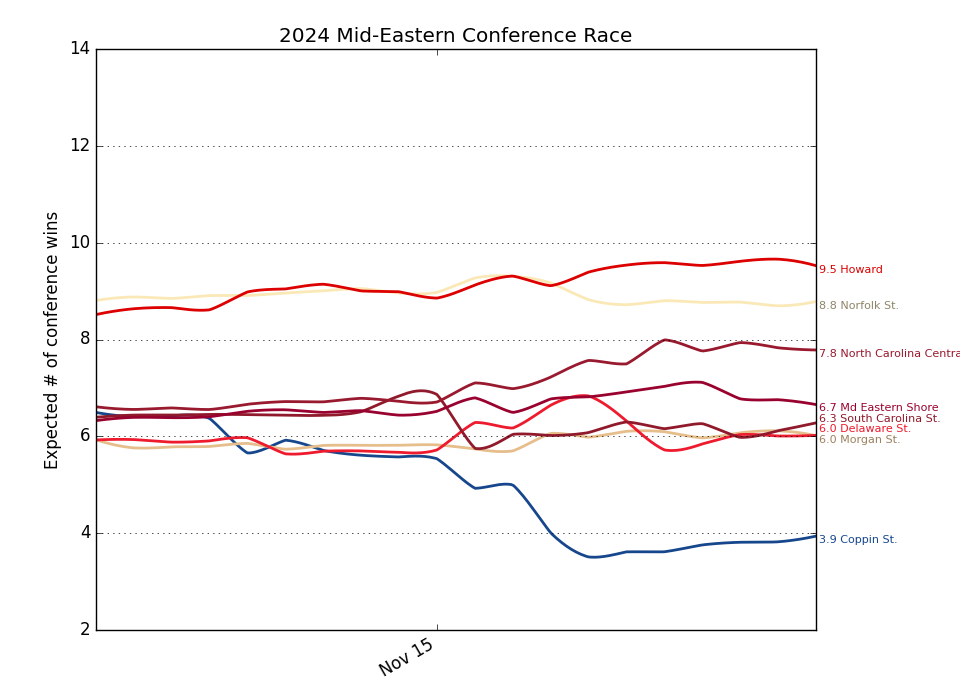 2024 Mid-Eastern Conference Race
14
12
10
8
6
4
2
Expected # of conference wins
Nov 15
9.5 Howard
8.8 Norfolk St.
7.8 North Carolina Centra
6.7 Md Eastern Shore
6.3 South Carolina St.
6.0 Delaware St.
6.0 Morgan St.
3.9 Coppin St.